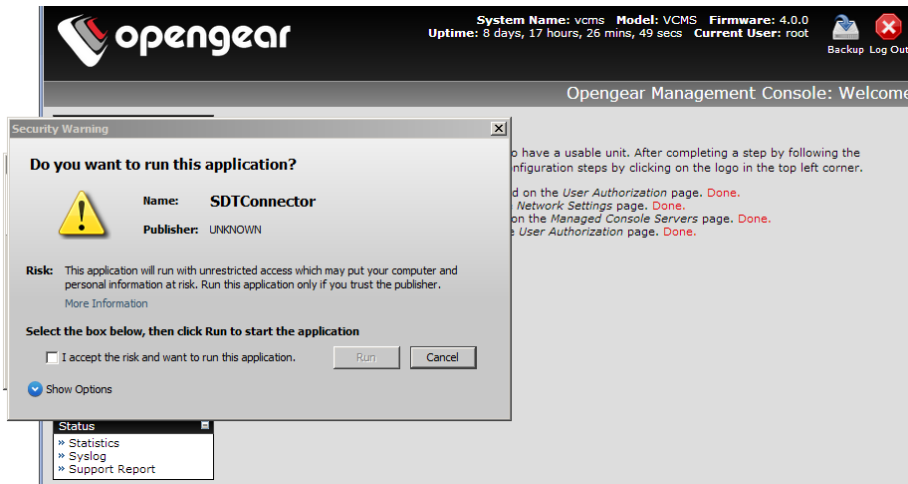 opengear
System Name: vcms Model: VCMS Firmware: 4.0.0
Uptime: 8 days, 17 hours, 26 mins, 49 secs Current User: root
Backup Log Out
Opengear Management Console: Welcome
Security Warning
Do you want to run this application?
Name: SDTConnector
Publisher: UNKNOWN
Risk: This application will run with unrestricted access which may put your computer and
personal information at risk. Run this application only if you trust the publisher.
More Information
Select the box below, then click Run to start the application
I accept the risk and want to run this application. Run Cancel
Show Options
o have a usable unit. After completing a step by following the
nfiguration steps by clicking on the logo in the top left corner.
d on the User Authorization page. Done.
Network Settings page. Done.
on the Managed Console Servers page. Done.
User Authorization page. Done.
Status
» Statistics
» Syslog
» Support Report